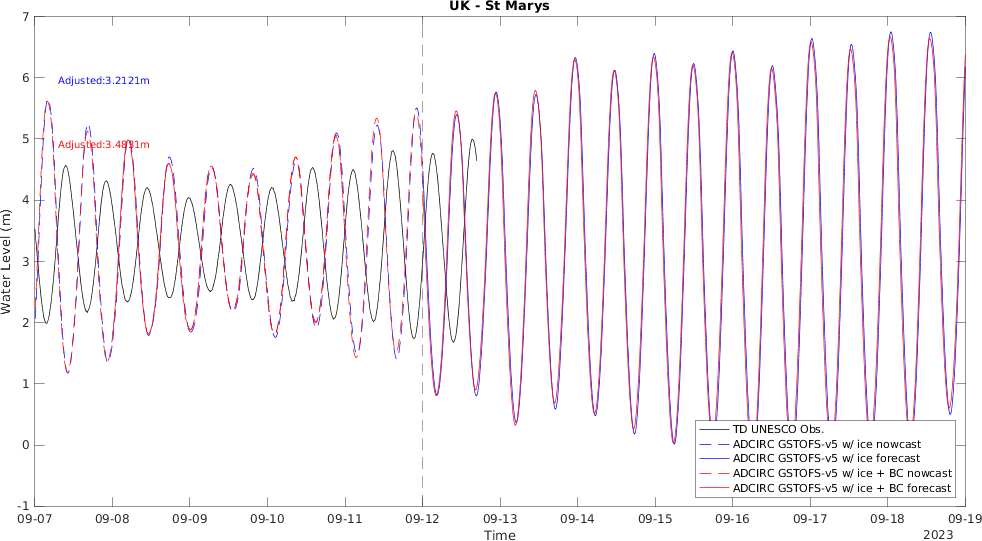 UK - St Marys
7
6
5
4
3
2
1
0
-1
Water Level (m)
Adjusted:3.2121m
Adjusted:3.4831m
TD UNESCO Obs.
ADCIRC GSTOFS-v5 w/ ice nowcast
ADCIRC GSTOFS-v5 w/ ice forecast
ADCIRC GSTOFS-v5 w/ ice + BC nowcast
ADCIRC GSTOFS-v5 w/ ice + BC forecast
09-07 09-08 09-09 09-10 09-11 09-12 09-13 09-14 09-15 09-16 09-17 09-18 09-19
Time
2023